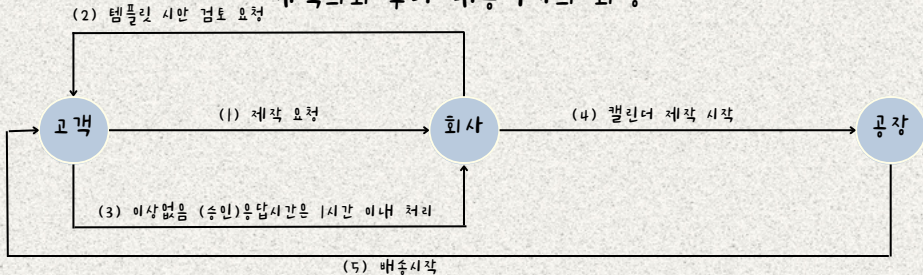 (2) 템플릿 시안 검토 요청
(1) 제작 요청
(4) 캘린더 제작 시작
고객
회사
공장
(3) 이상없음 (승인)응답시간은 1시간 이내 처리
(5) 배송시작